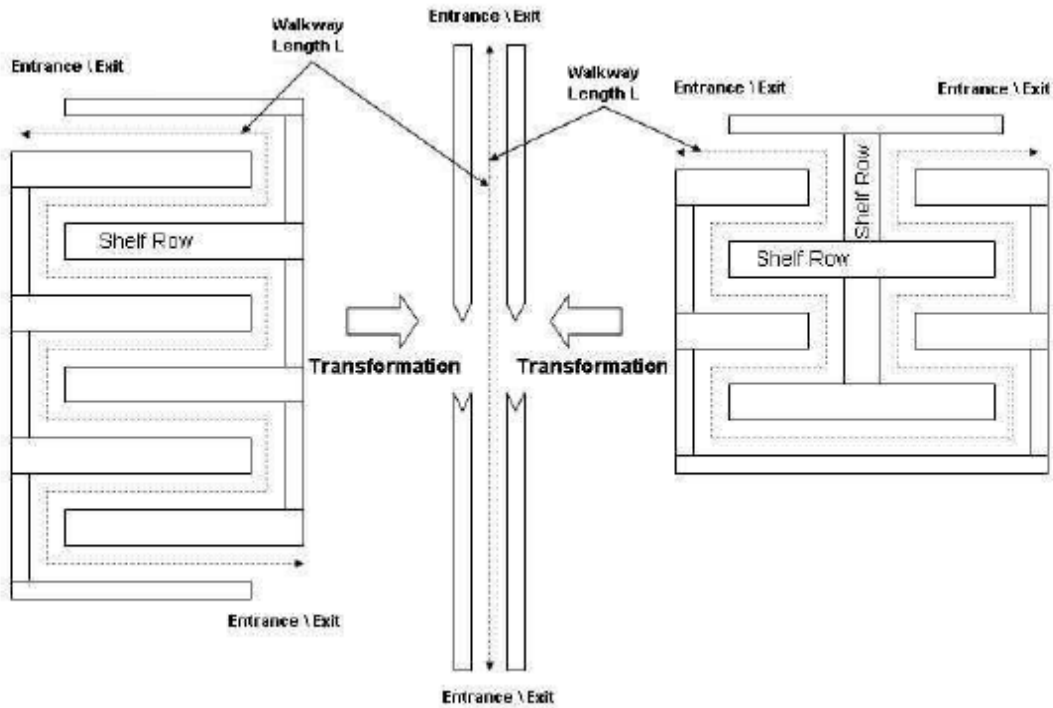 Entrance \ Exit
Walkway
Length L
Walkway
Length L
Entrance \ Exit
Entrance \ Exit
Entrance \ Exit
Shelf Row
Shelf Row
Shelf Row
Transformation
Transformation
Entrance \ Exit
Entrance \ Exit